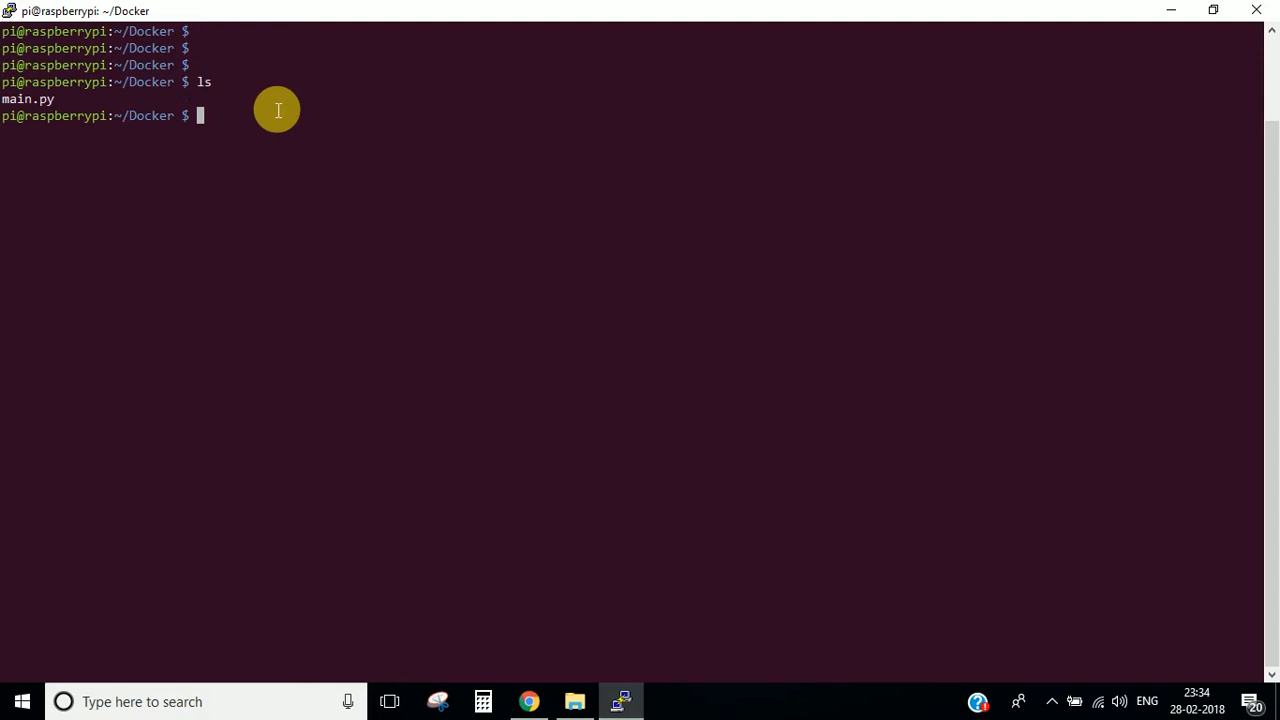 pi@raspberrypi: ~/Docker
pi@raspberrypi:~/Docker $
pi@raspberrypi:~/Docker $
pi@raspberrypi:~/Docker $
pi@raspberrypi:~/Docker $ ls
main.py
pi@raspberrypi:~/Docker $
Type here to search
ENG
23:34
28-02-2018
20